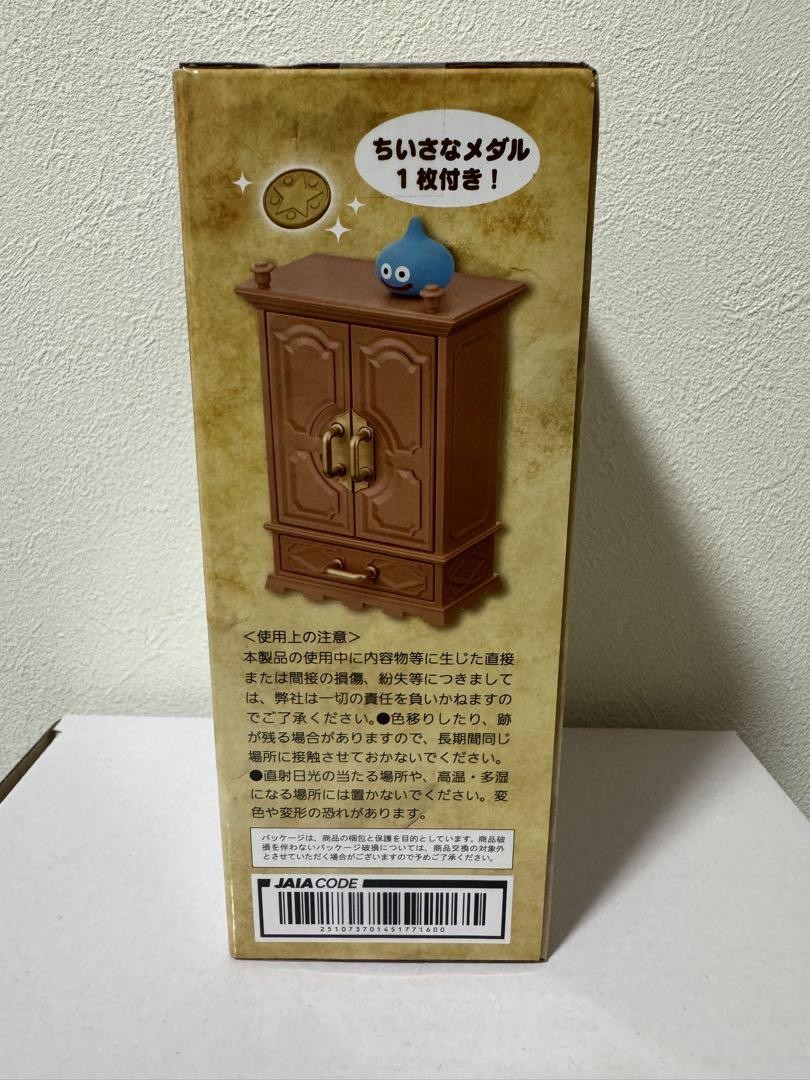 ちいさなメダル
1枚付き！
＜使用上の注意＞
本製品の使用中に内容物等に生じた直接
または間接の損傷、紛失等につきまして
は、弊社は一切の責任を負いかねますの
でご了承ください。●色移りしたり、跡
が残る場合がありますので、長期間同じ
場所に接触させておかないでください。
●直射日光の当たる場所や、高温・多湿
になる場所には置かないでください。変
色や変形の恐れがあります。
パッケージは、商品の梱包と保護を目的としています。商品破
損を伴わないパッケージ破損については、商品交換の対象外
とさせていただく場合がございますので予めご了承ください。
JAIA CODE
251073701451771600